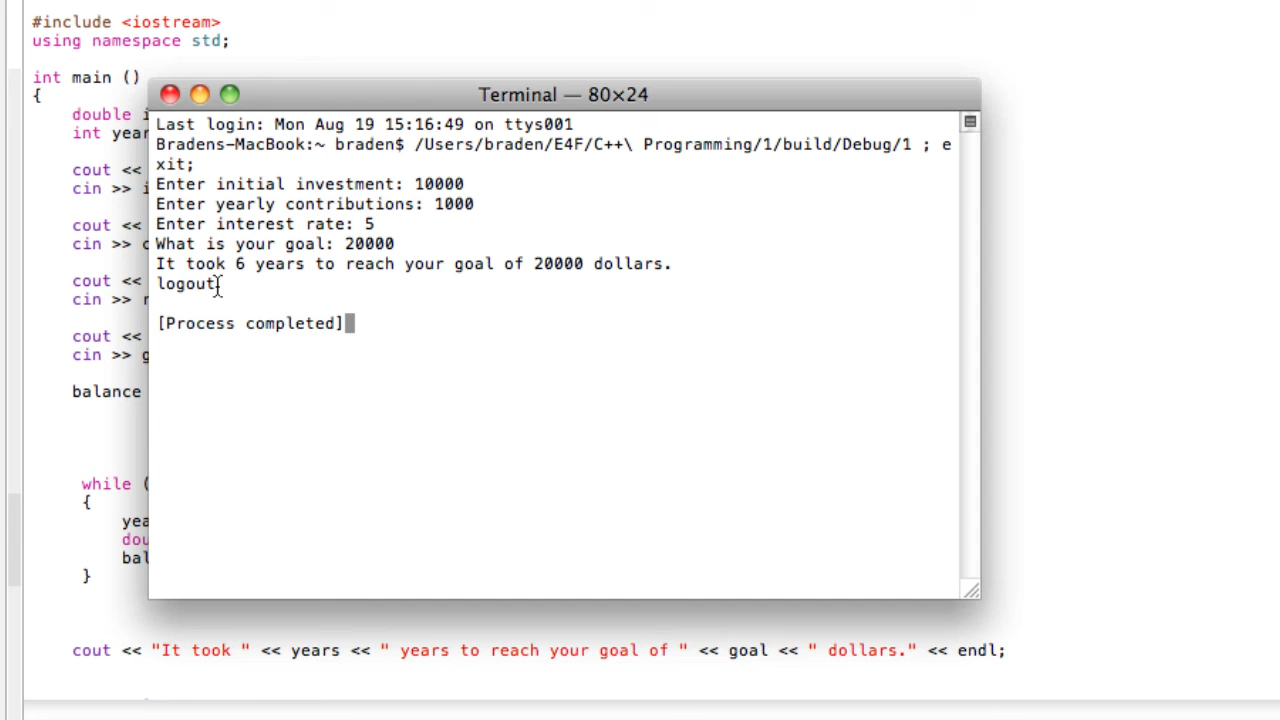 #include <iostream>
using namespace std;
int main ()
{
double i
int year
cout <<
cin >> i
cout <<
cin >> c
cout <<
cin >> r
cout <<
cin >> g
balance
while (
{
yea
dou
bal
}
cout << "It took " << years << " years to reach your goal of " << goal << " dollars." << endl;
Terminal — 80×24
Last login: Mon Aug 19 15:16:49 on ttys001
Bradens-MacBook:~ braden$ /Users/braden/E4F/C++\ Programming/1/build/Debug/1 ; e
xit;
Enter initial investment: 10000
Enter yearly contributions: 1000
Enter interest rate: 5
What is your goal: 20000
It took 6 years to reach your goal of 20000 dollars.
logout
[Process completed]